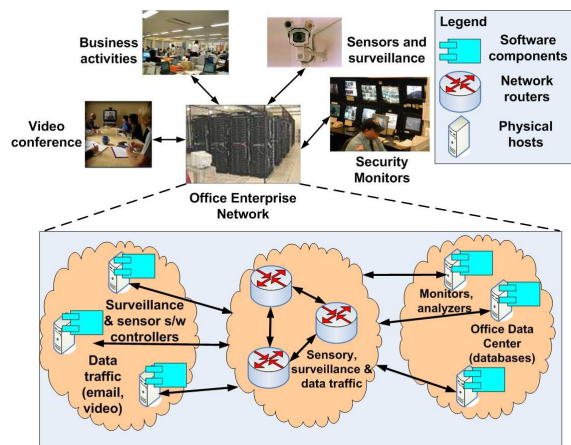 Business
activities
Sensors and
surveillance
Video
conference
Office Enterprise
Network
Security
Monitors
Legend
Software
components
Network
routers
Physical
hosts
Surveillance
& sensor s/w
controllers
Data
traffic
(email,
video)
Sensory,
surveillance &
data traffic
Monitors,
analyzers
Office Data
Center
(databases)